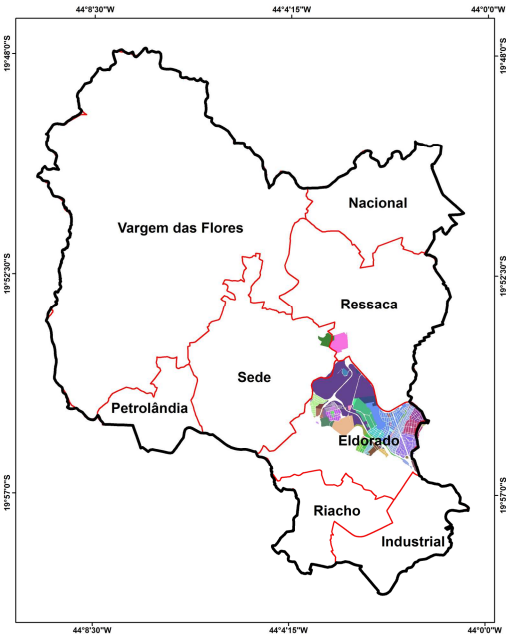 44°8'30"S
44°4'15"S
44°0'0"S
19°48'0"S
19°48'0"S
Nacional
Vargem das Flores
19°52'30"S
19°52'30"S
Ressaca
Sede
Petrolândia
Eldorado
19°57'0"S
19°57'0"S
Riacho
Industrial
44°8'30"S
44°4'15"S
44°0'0"S